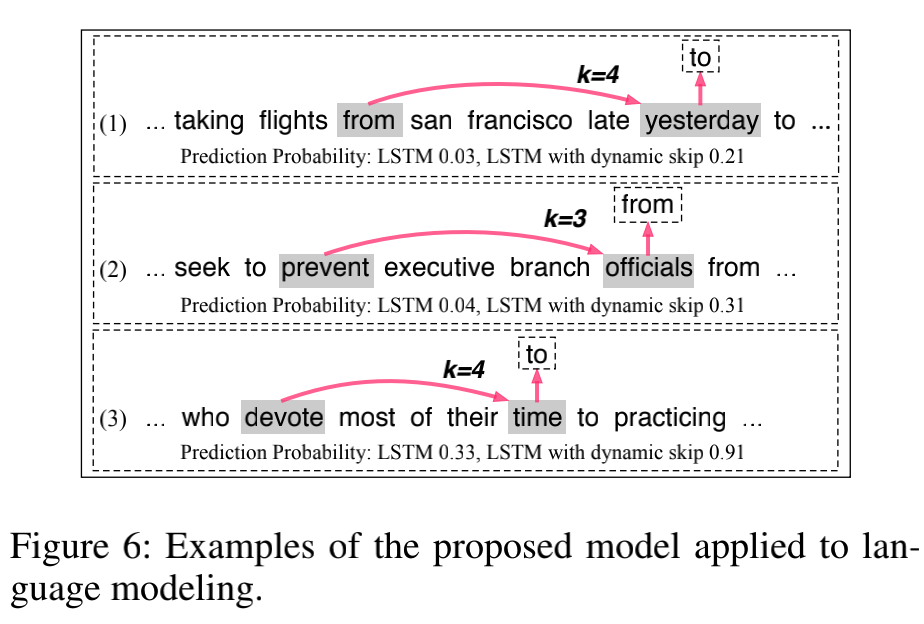 to
k=4
(1) ... taking flights from san francisco late yesterday to ...
Prediction Probability: LSTM 0.03, LSTM with dynamic skip 0.21
from
k=3
(2) ... seek to prevent executive branch officials from ...
Prediction Probability: LSTM 0.04, LSTM with dynamic skip 0.31
to
k=4
(3) ... who devote most of their time to practicing ...
Prediction Probability: LSTM 0.33, LSTM with dynamic skip 0.91
Figure 6: Examples of the proposed model applied to lan-
guage modeling.